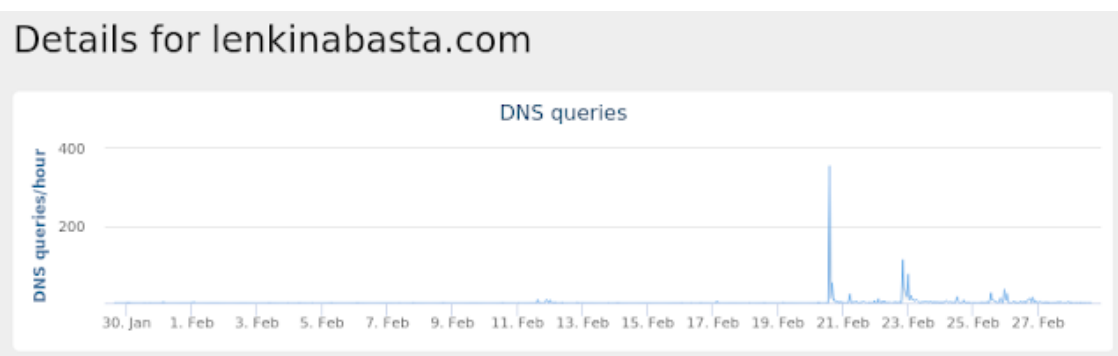 Details for lenkinabasta.com
DNS queries
DNS queries/hour
400
200
30. Jan 1. Feb 3. Feb 5. Feb 7. Feb 9. Feb 11. Feb 13. Feb 15. Feb 17. Feb 19. Feb 21. Feb 23. Feb 25. Feb 27. Feb